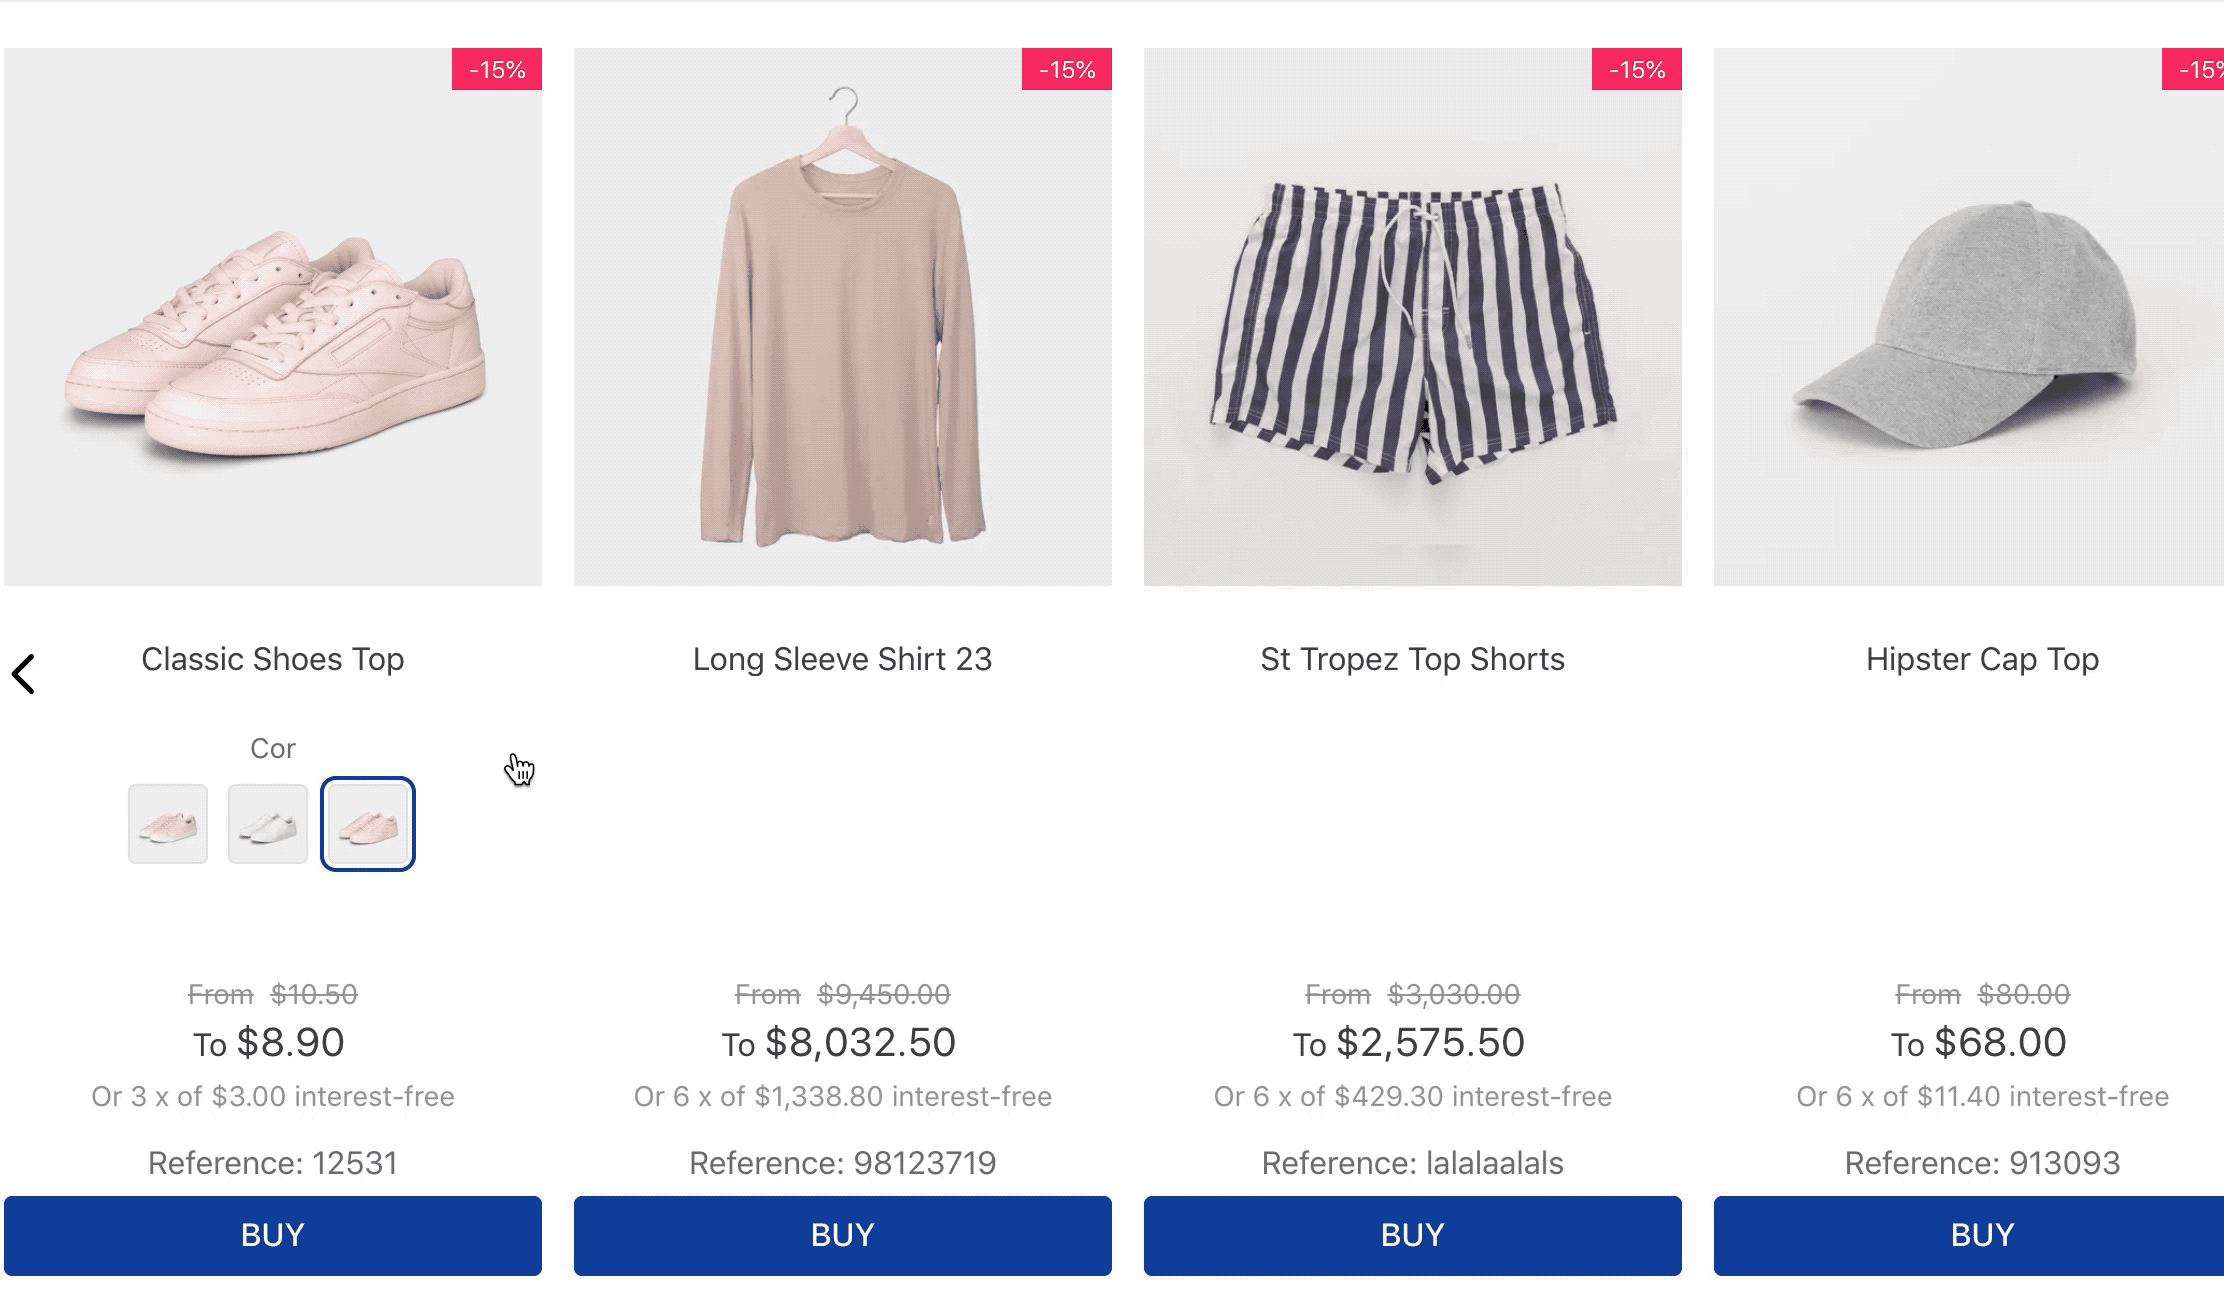 -15%
-15%
-15%
-15%
Classic Shoes Top
Long Sleeve Shirt 23
St Tropez Top Shorts
Hipster Cap Top
Cor
From $10.50
To $8.90
Or 3 x of $3.00 interest-free
Reference: 12531
BUY
From $9,450.00
To $8,032.50
Or 6 x of $1,338.80 interest-free
Reference: 98123719
BUY
From $3,030.00
To $2,575.50
Or 6 x of $429.30 interest-free
Reference: lalalaalals
BUY
From $80.00
To $68.00
Or 6 x of $11.40 interest-free
Reference: 913093
BUY